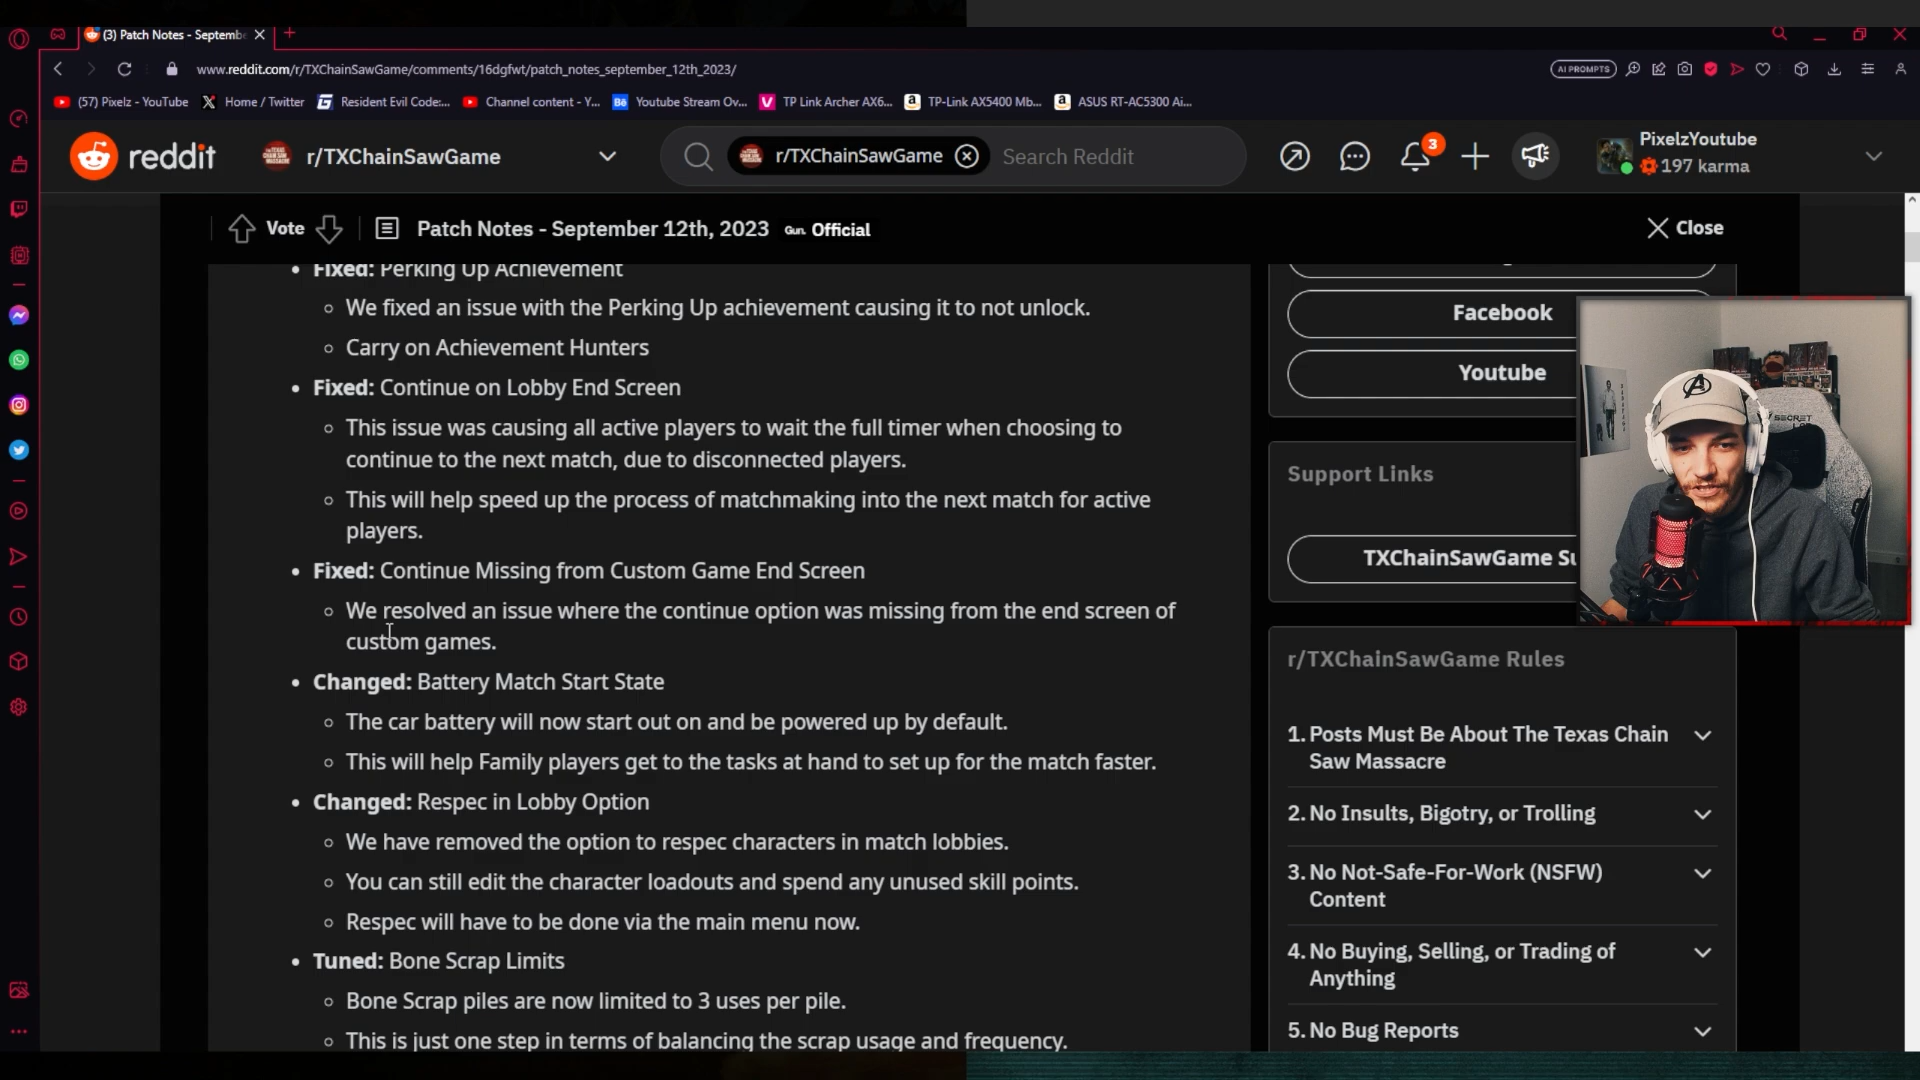 (3) Patch Notes - Septemb
www.reddit.com/r/TXChainSawGame/comments/16dgfwt/patch_notes_september_12th_2023/
AI PROMPTS
(57) Pixelz - YouTube
Home / Twitter
Resident Evil Code:...
Channel content - Y...
Bē
Youtube Stream Ov...
V
TP Link Archer AX6...
TP-Link AX5400 Mb...
ASUS RT-AC5300 Ai...
reddit
r/TXChainSawGame
r/TXChainSawGame
Search Reddit
3
PixelzYoutube
197 karma
Vote
Patch Notes - September 12th, 2023
Gun. Official
Close
Fixed: Perking Up Achievement
We fixed an issue with the Perking Up achievement causing it to not unlock.
Carry on Achievement Hunters
Fixed: Continue on Lobby End Screen
This issue was causing all active players to wait the full timer when choosing to
continue to the next match, due to disconnected players.
This will help speed up the process of matchmaking into the next match for active
players.
Fixed: Continue Missing from Custom Game End Screen
We resolved an issue where the continue option was missing from the end screen of
custom games.
Changed: Battery Match Start State
The car battery will now start out on and be powered up by default.
This will help Family players get to the tasks at hand to set up for the match faster.
Changed: Respec in Lobby Option
We have removed the option to respec characters in match lobbies.
You can still edit the character loadouts and spend any unused skill points.
Respec will have to be done via the main menu now.
Tuned: Bone Scrap Limits
Bone Scrap piles are now limited to 3 uses per pile.
This is just one step in terms of balancing the scrap usage and frequency.
Facebook
Youtube
Support Links
TXChainSawGame Su
SECRET
r/TXChainSawGame Rules
1. Posts Must Be About The Texas Chain
Saw Massacre
2. No Insults, Bigotry, or Trolling
3. No Not-Safe-For-Work (NSFW)
Content
4. No Buying, Selling, or Trading of
Anything
5. No Bug Reports